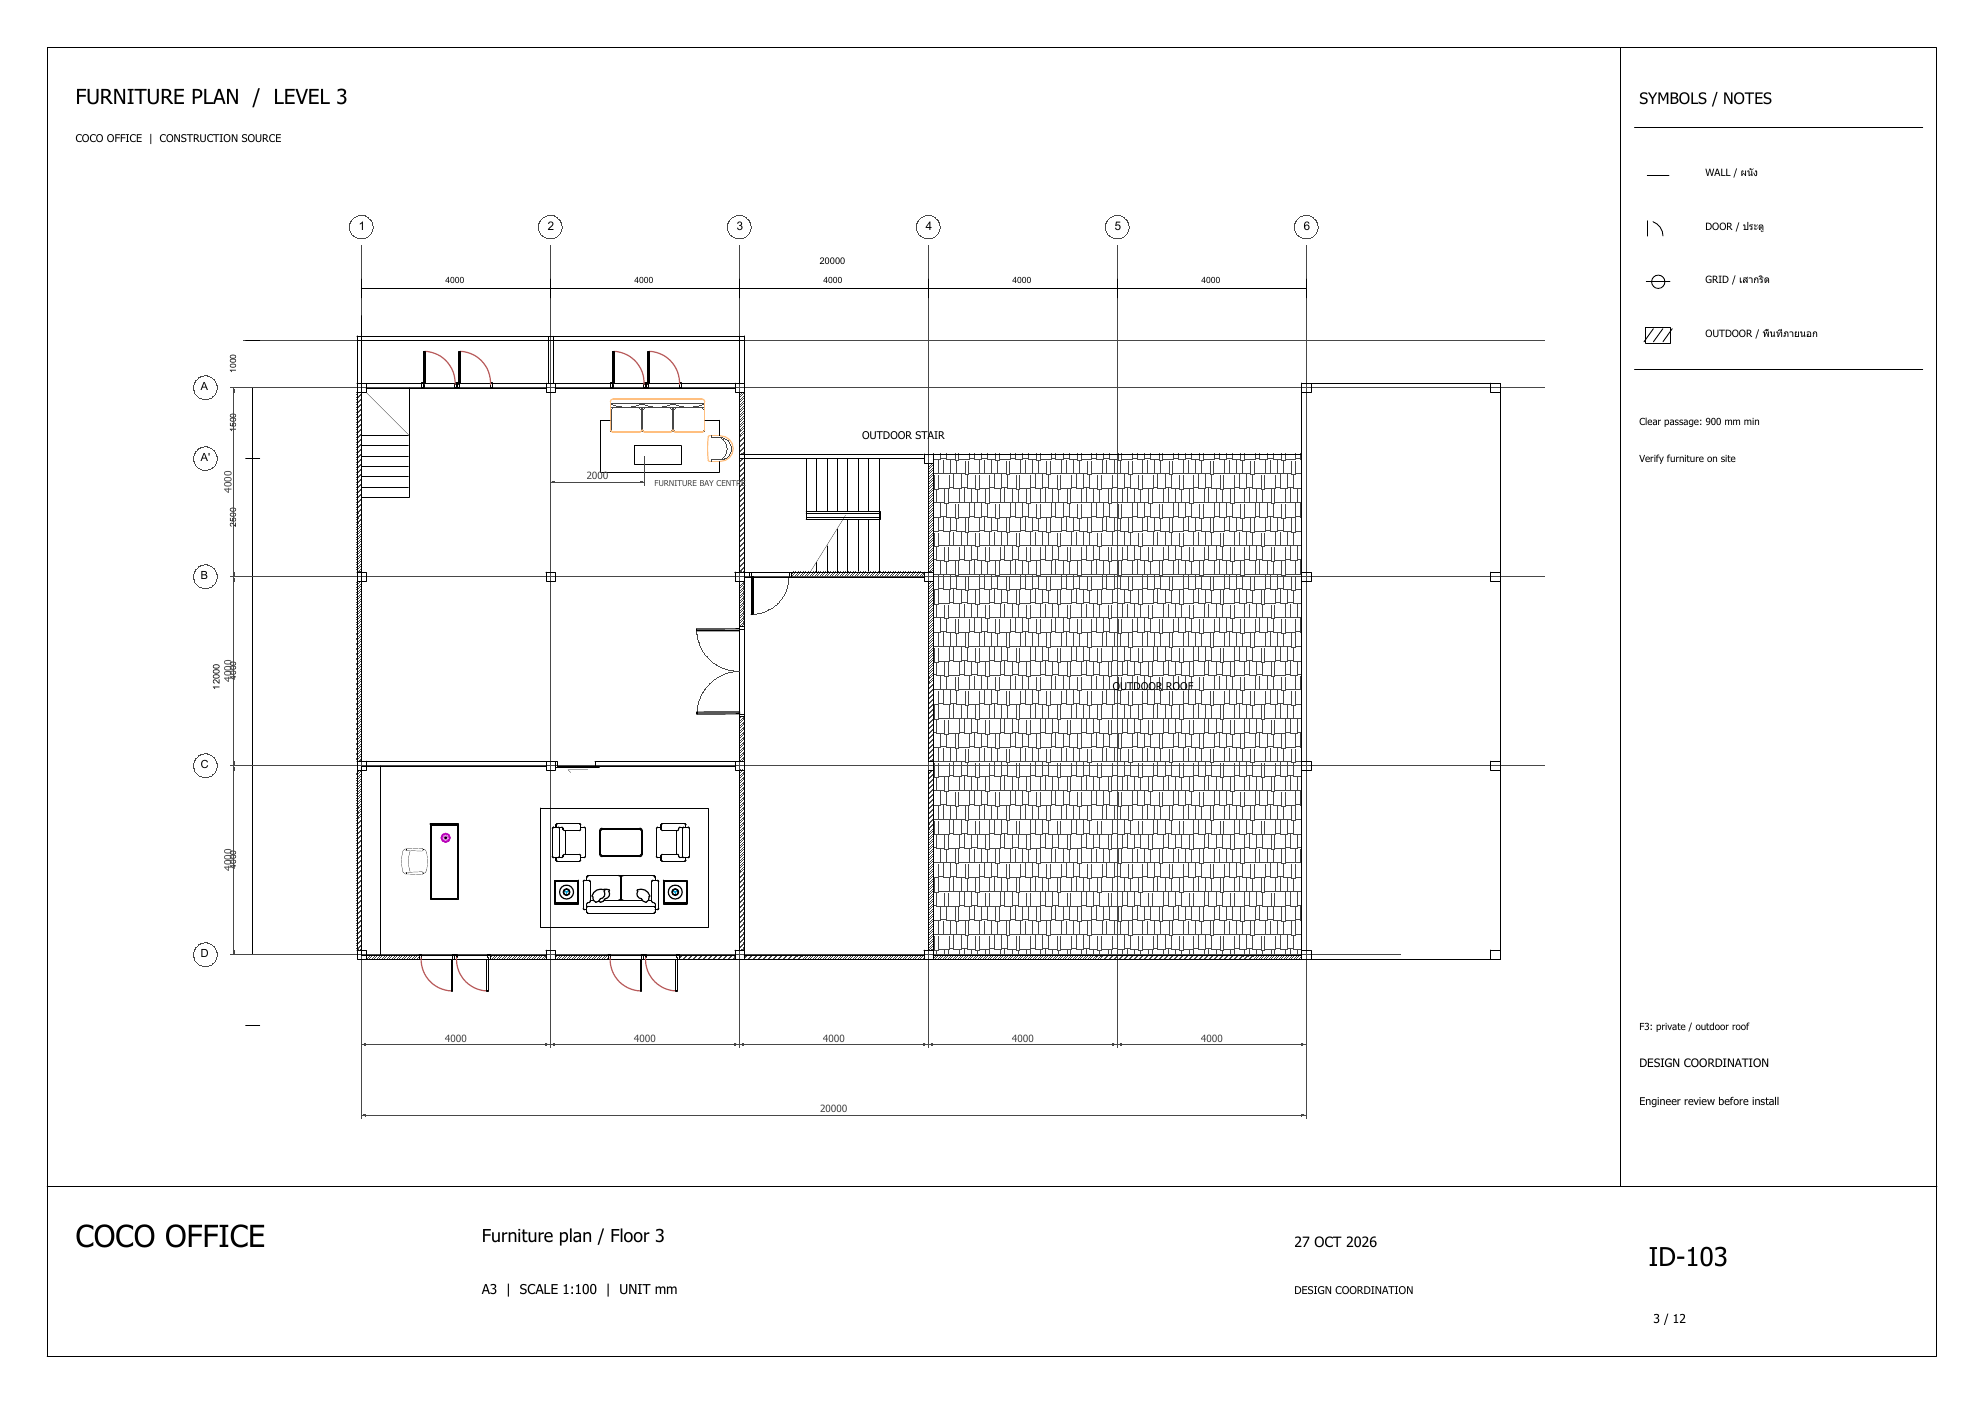 FURNITURE PLAN / LEVEL 3
COCO OFFICE | CONSTRUCTION SOURCE
SYMBOLS / NOTES
WALL / ผนัง
DOOR / ประตู
GRID / เสากริด
OUTDOOR / พื้นที่ภายนอก
Clear passage: 900 mm min
Verify furniture on site
1 2 3 4 5 6
20000
4000 4000 4000 4000 4000
1000
A
1500
A'
4000
2500
B
12000
4000
4000
C
4000
4000
D
OUTDOOR STAIR
2000
FURNITURE BAY CENTRE
OUTDOOR ROOF
4000 4000 4000 4000 4000
20000
F3: private / outdoor roof
DESIGN COORDINATION
Engineer review before install
COCO OFFICE
Furniture plan / Floor 3
A3 | SCALE 1:100 | UNIT mm
27 OCT 2026
DESIGN COORDINATION
ID-103
3 / 12